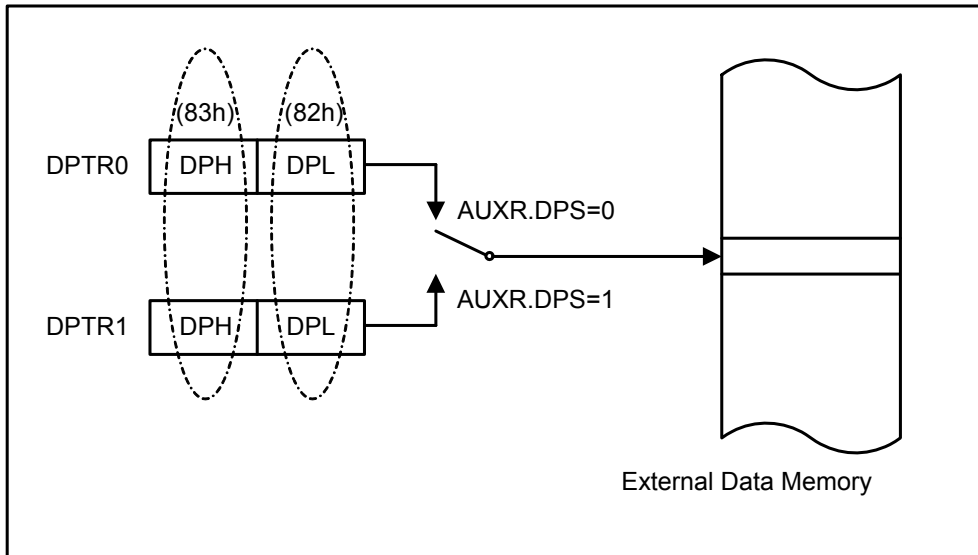 (83h) (82h)
DPTR0 DPH DPL
AUXR.DPS=0
AUXR.DPS=1
DPTR1 DPH DPL
External Data Memory